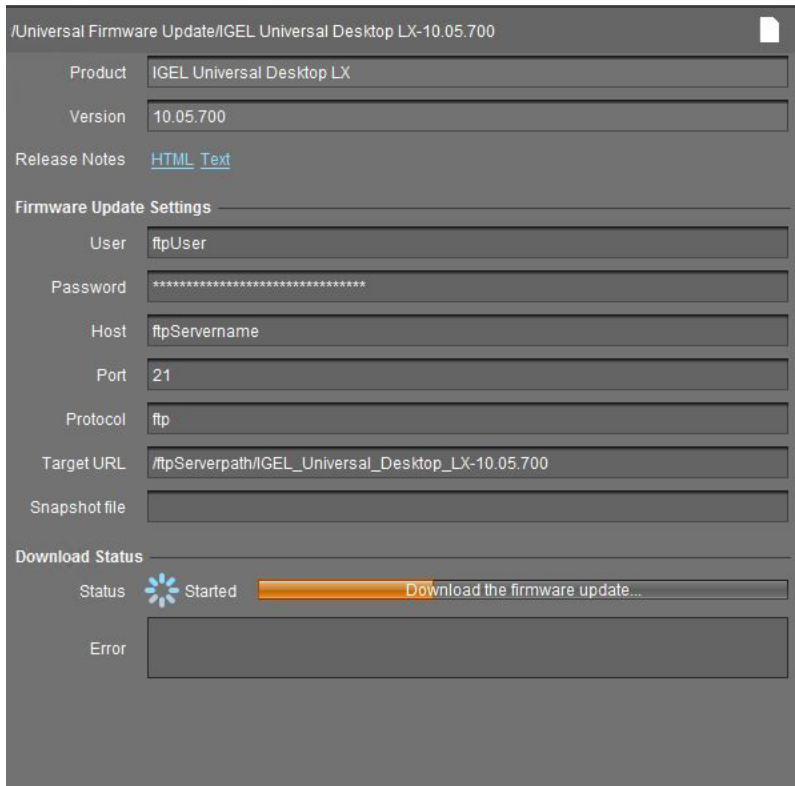 /Universal Firmware Update/IGEL Universal Desktop LX-10.05.700
Product IGEL Universal Desktop LX
Version 10.05.700
Release Notes HTML Text
Firmware Update Settings
User ftpUser
Password ********************************
Host ftpServername
Port 21
Protocol ftp
Target URL /ftpServerpath/IGEL_Universal_Desktop_LX-10.05.700
Snapshot file
Download Status
Status Started Download the firmware update...
Error